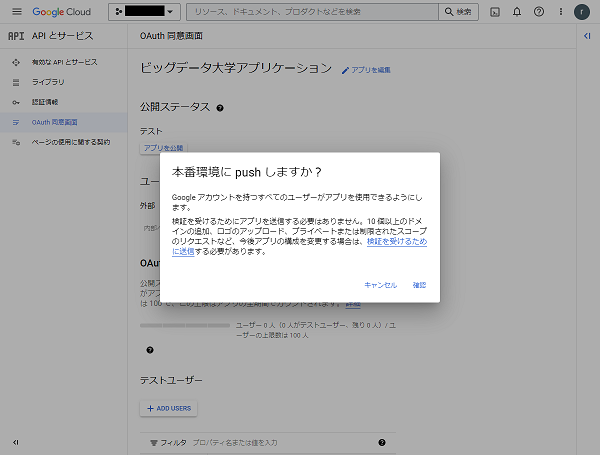 Google Cloud
リソース、ドキュメント、プロダクトなどを検索
検索
r
API API とサービス
OAuth 同意画面
有効な API とサービス
ライブラリ
認証情報
OAuth 同意画面
ページの使用に関する契約
ビッグデータ大学アプリケーション
アプリを編集
公開ステータス
テスト
アプリを公開
本番環境に push しますか？
Google アカウントを持つすべてのユーザーがアプリを使用できるようにし
ます。
検証を受けるためにアプリを送信する必要はありません。10 個以上のドメ
インの追加、ロゴのアップロード、プライベートまたは制限されたスコープ
のリクエストなど、今後アプリの構成を変更する場合は、検証を受けるため
に送信する必要があります。
キャンセル
確認
ユー
外部
内部
OAu
公開ス
がアフ
は 100
詳細
ユーザー 0 人（0 人がテストユーザー、残り 0 人）/ ユ
ーザーの上限数は 100 人
テストユーザー
+ ADD USERS
フィルタ プロパティ名または値を入力